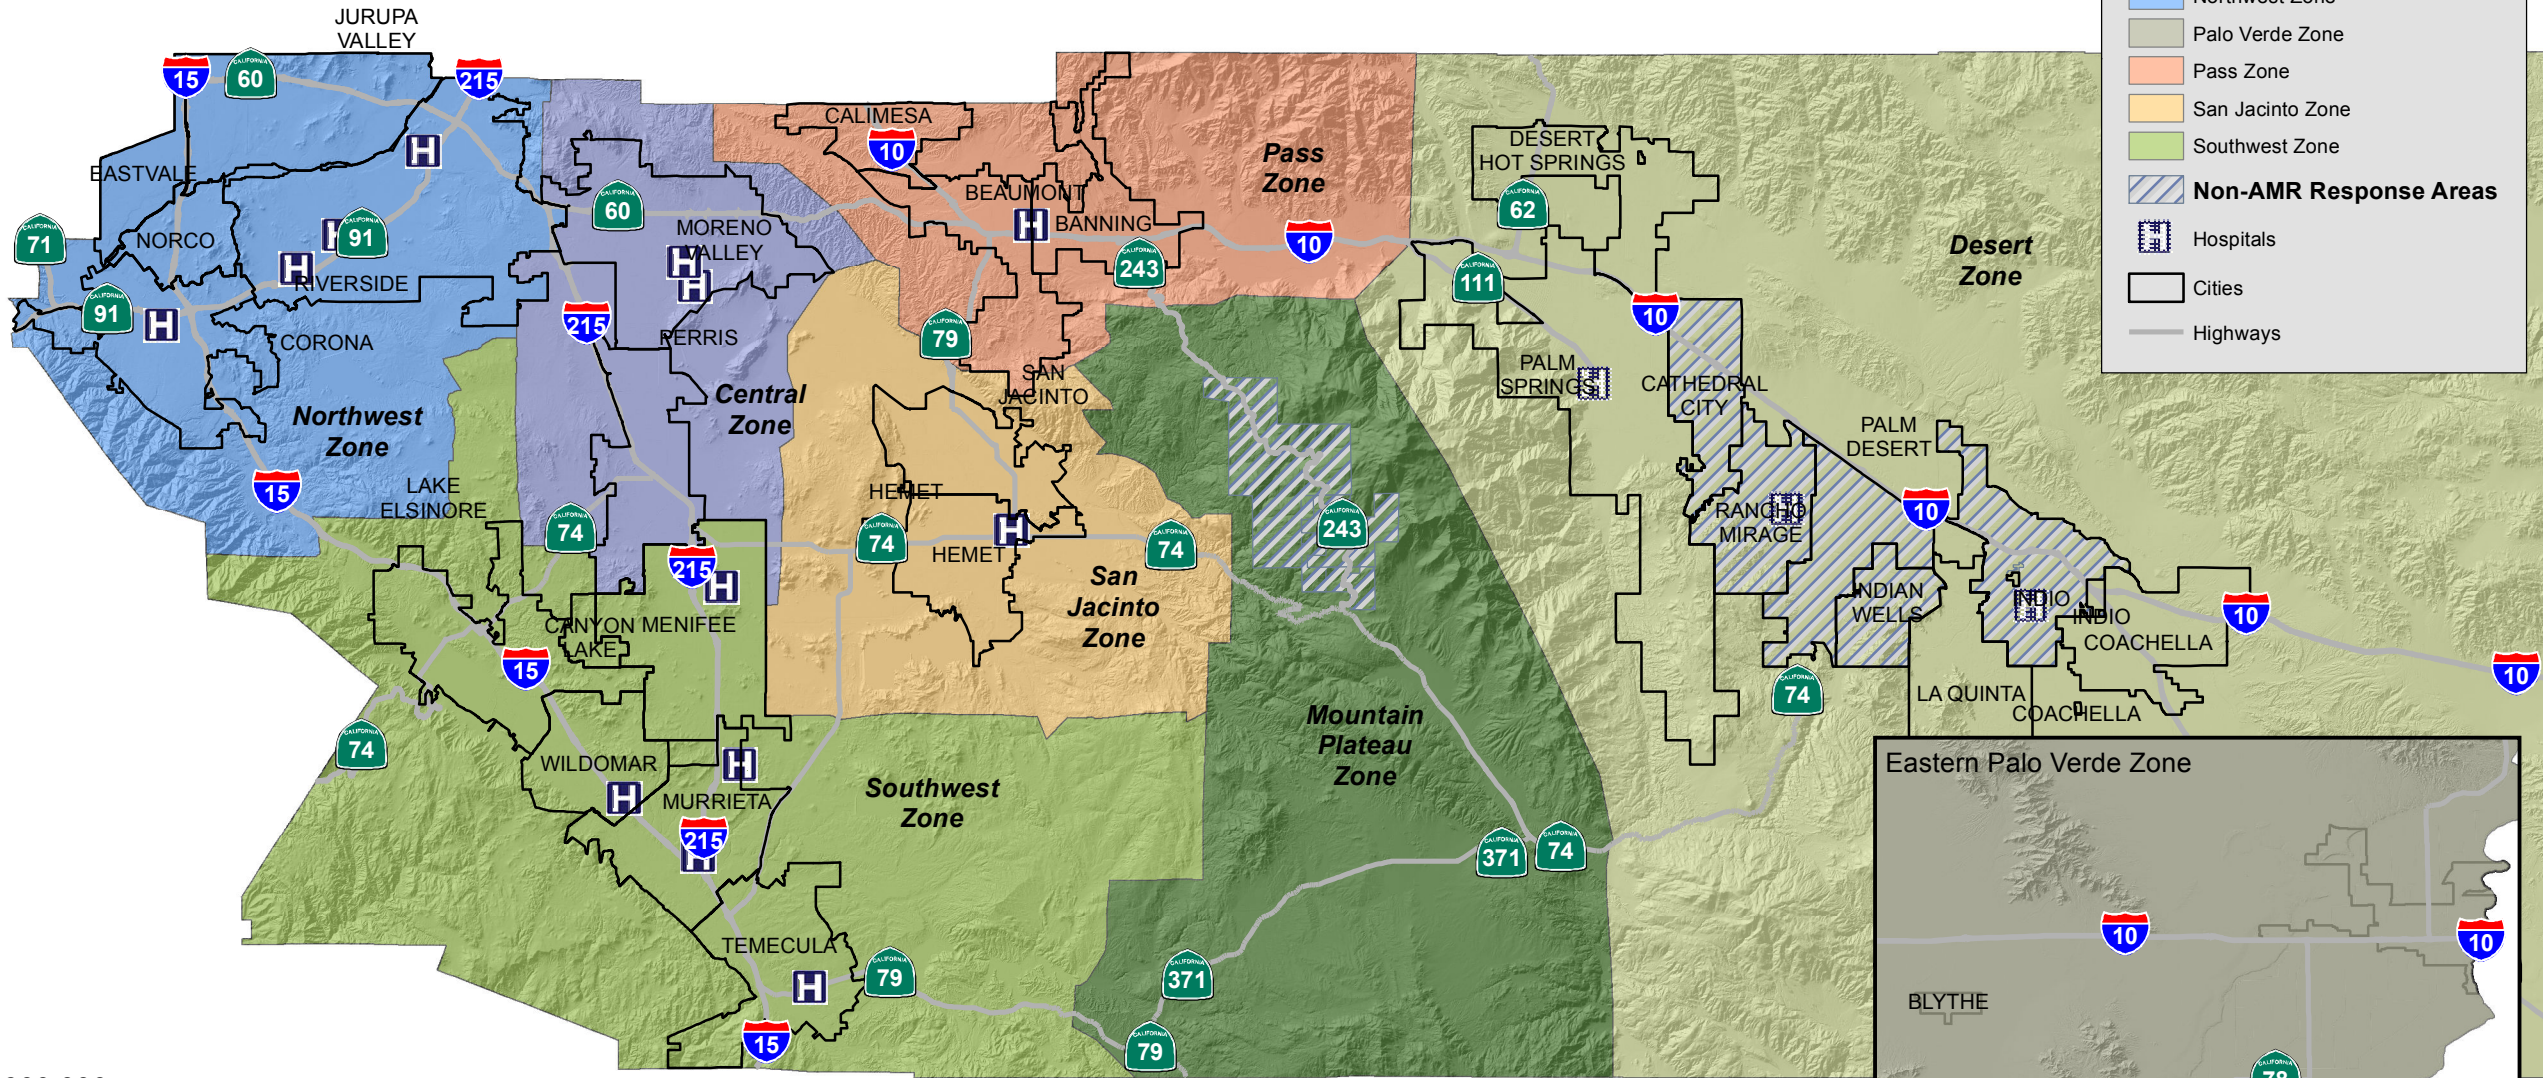 JURUPA
VALLEY
Northwest Zone
Palo Verde Zone
Pass Zone
San Jacinto Zone
Southwest Zone
Non-AMR Response Areas
Hospitals
Cities
Highways
CALIFORNIA
15
60
215
CALIMESA
10
EASTVALE
BEAUMONT
BANNING
Pass
Zone
DESERT
HOT SPRINGS
62
Desert
Zone
71
NORCO
91
60
MORENO
VALLEY
RIVERSIDE
243
10
111
10
91
CORONA
215
PERRIS
79
SAN
JACINTO
PALM
SPRINGS
CATHEDRAL
CITY
Northwest
Zone
Central
Zone
PALM
DESERT
15
LAKE
ELSINORE
74
HEMET
74
HEMET
74
243
RANCHO
MIRAGE
10
215
San
Jacinto
Zone
INDIAN
WELLS
INDIO
INDIO
COACHELLA
10
CANYON
LAKE
MENIFEE
15
10
74
LA QUINTA
COACHELLA
74
Mountain
Plateau
Zone
WILDOMAR
MURRIETA
Southwest
Zone
215
371
74
Eastern Palo Verde Zone
TEMECULA
79
371
10
10
BLYTHE
15
79
78